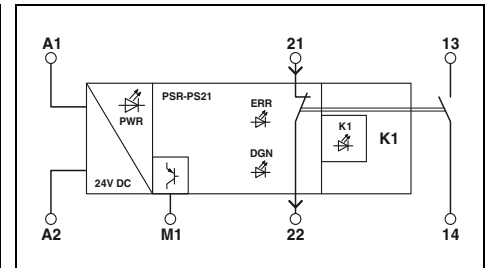 A1 21 13
PSR-PS21
PWR
ERR
K1
K1
DGN
24V DC
A2 M1 22 14